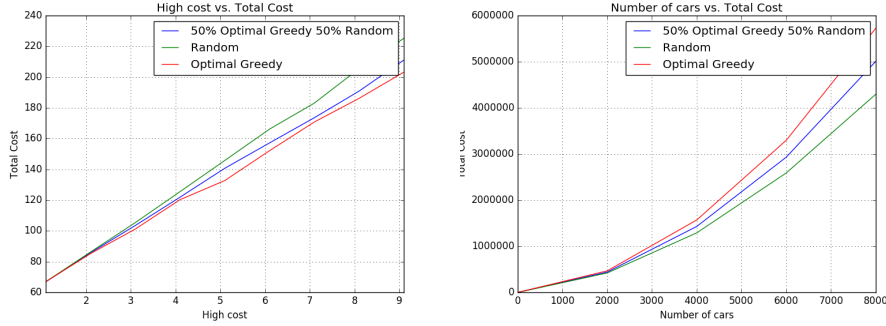 High cost vs. Total Cost
240
220
200
180
160
140
120
100
80
60
Total Cost
50% Optimal Greedy 50% Random
Random
Optimal Greedy
2
3
4
5
6
7
8
9
High cost
Number of cars vs. Total Cost
6000000
5000000
4000000
3000000
2000000
1000000
0
Total Cost
50% Optimal Greedy 50% Random
Random
Optimal Greedy
0
1000
2000
3000
4000
5000
6000
7000
8000
Number of cars